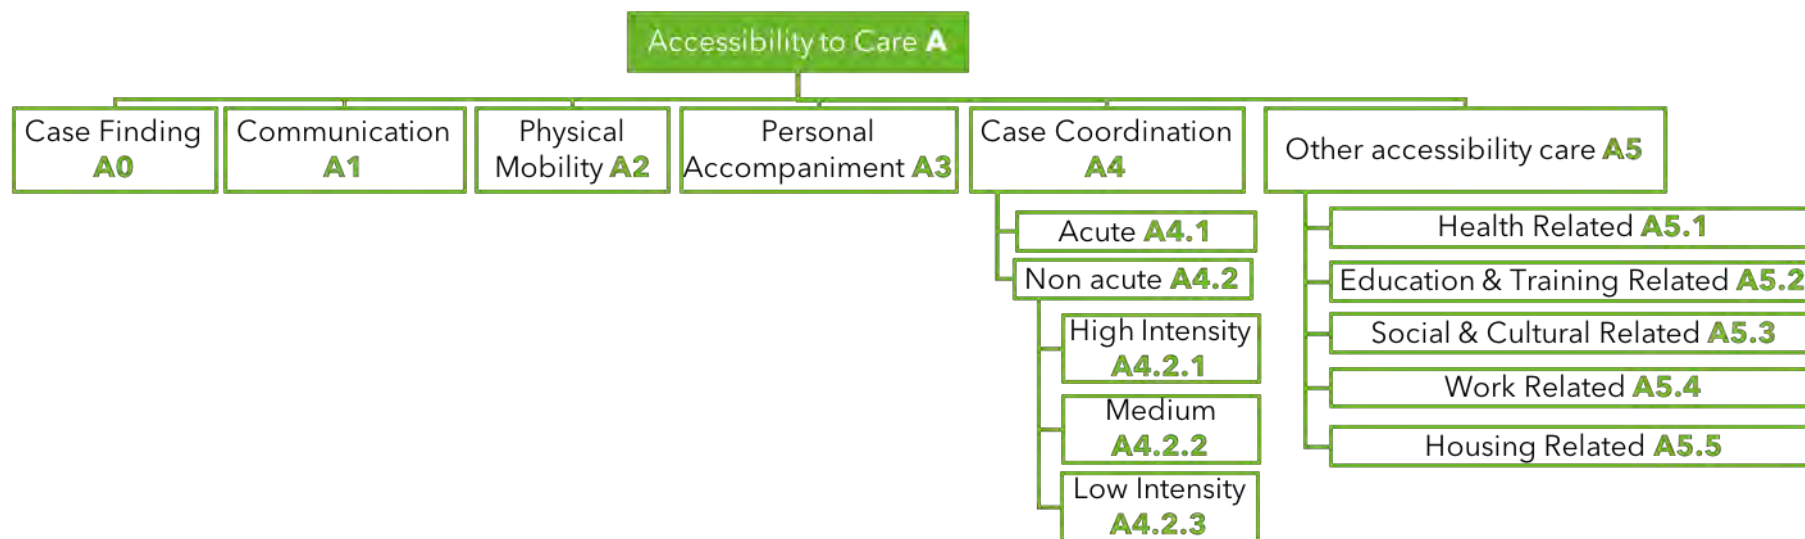 Accessibility to Care A
Case Finding
A0
Communication
A1
Physical
Mobility A2
Personal
Accompaniment A3
Case Coordination
A4
Other accessibility care A5
Acute A4.1
Non acute A4.2
High Intensity
A4.2.1
Medium
A4.2.2
Low Intensity
A4.2.3
Health Related A5.1
Education & Training Related A5.2
Social & Cultural Related A5.3
Work Related A5.4
Housing Related A5.5